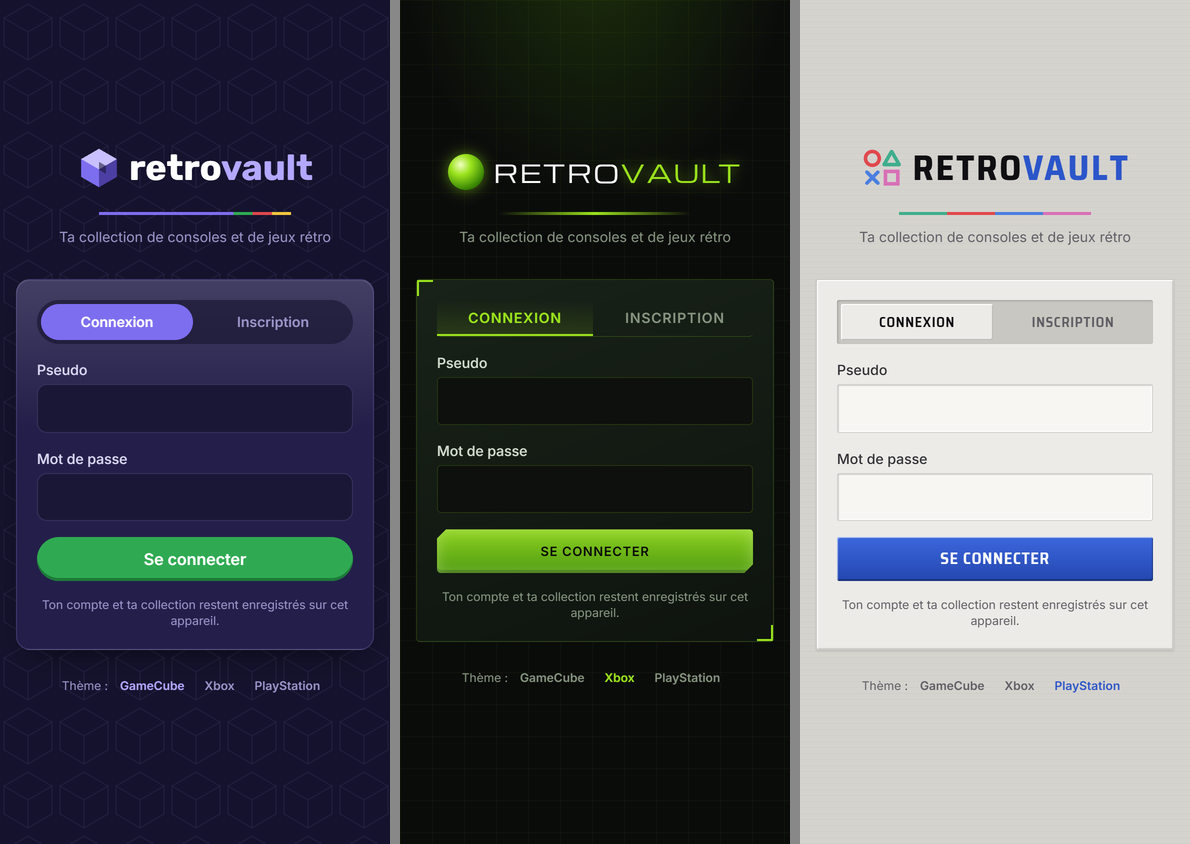 retrovault
Ta collection de consoles et de jeux rétro
Connexion Inscription
Pseudo
Mot de passe
Se connecter
Ton compte et ta collection restent enregistrés sur cet
appareil.
Thème : GameCube Xbox PlayStation
RETROVAULT
Ta collection de consoles et de jeux rétro
CONNEXION INSCRIPTION
Pseudo
Mot de passe
SE CONNECTER
Ton compte et ta collection restent enregistrés sur cet
appareil.
Thème : GameCube Xbox PlayStation
RETROVAULT
Ta collection de consoles et de jeux rétro
CONNEXION INSCRIPTION
Pseudo
Mot de passe
SE CONNECTER
Ton compte et ta collection restent enregistrés sur cet
appareil.
Thème : GameCube Xbox PlayStation